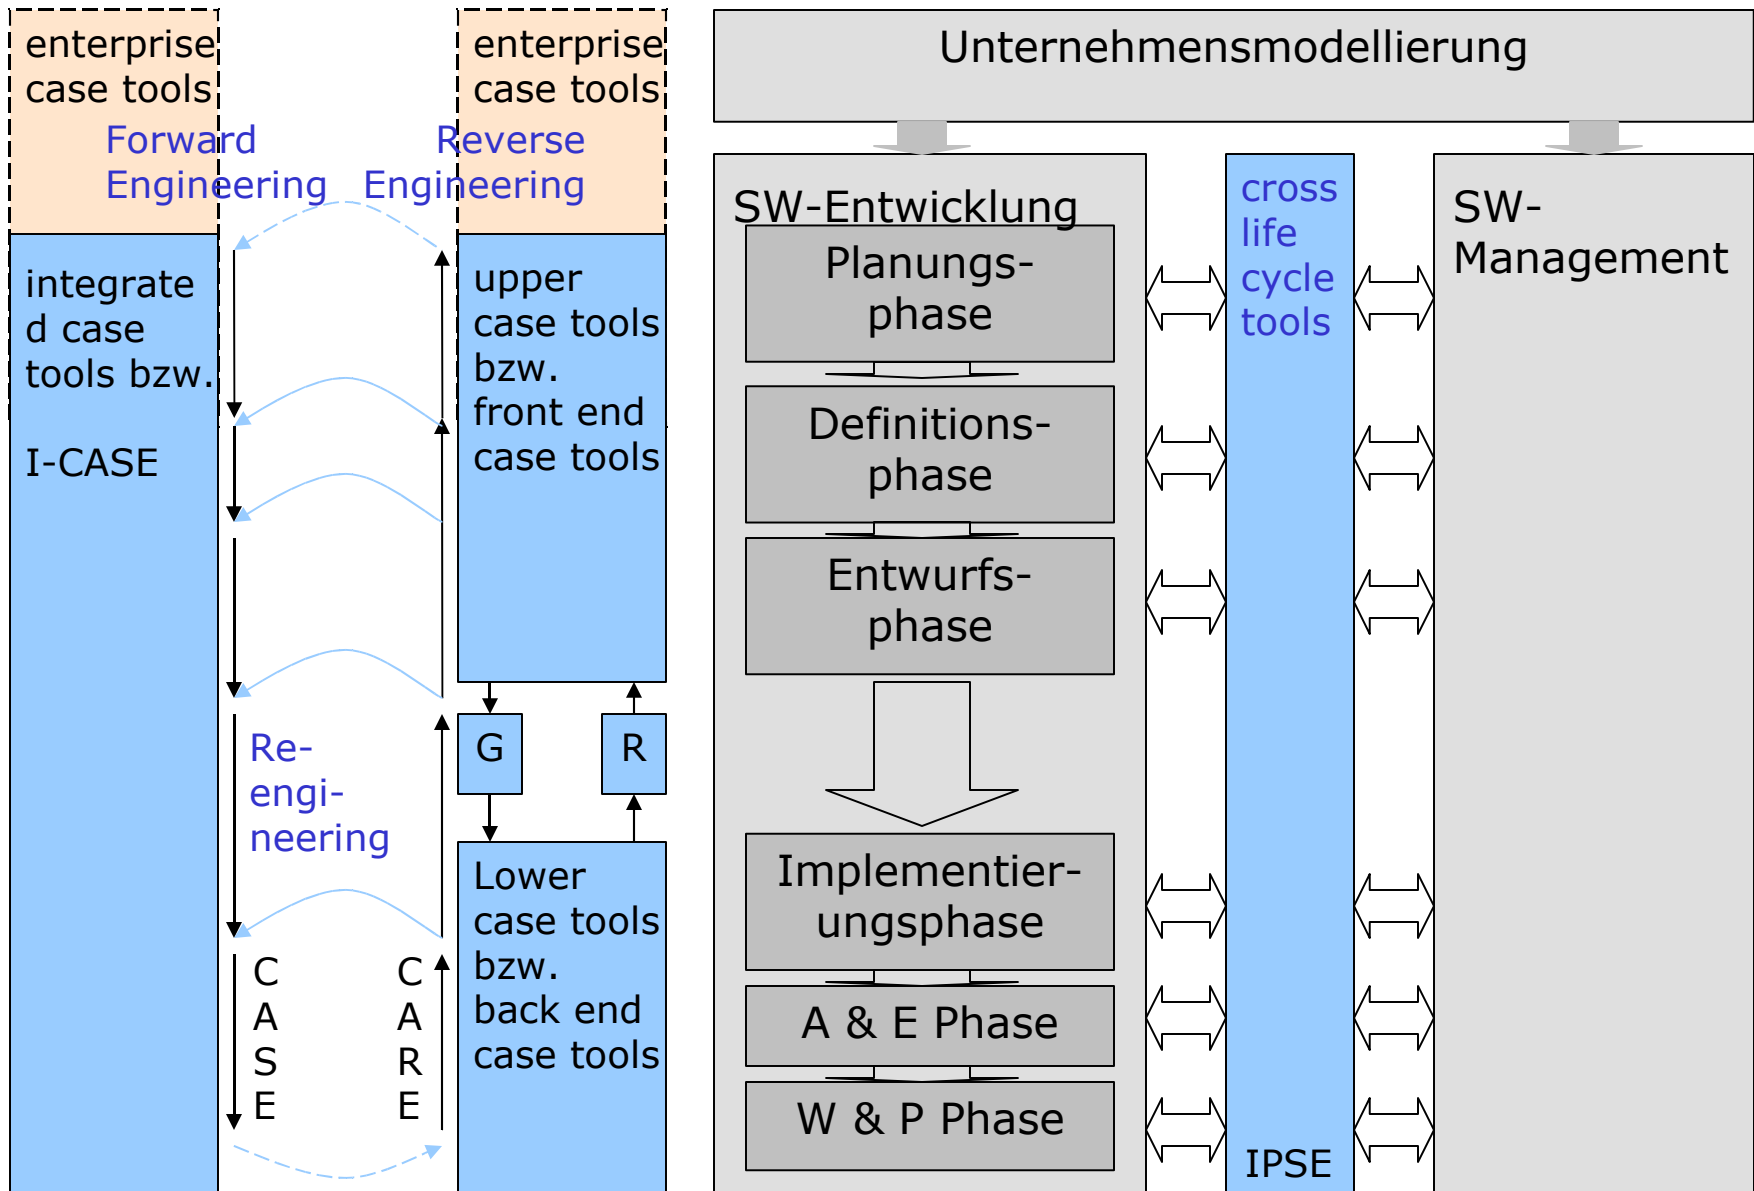 enterprise
case tools
Forward
Engineering
integrate
d case
tools bzw.
I-CASE
Re-
engi-
neering
C
A
S
E
C
A
R
E
enterprise
case tools
Reverse
Engineering
upper
case tools
bzw.
front end
case tools
G
R
Lower
case tools
bzw.
back end
case tools
Unternehmensmodellierung
SW-Entwicklung
Planungs-
phase
Definitions-
phase
Entwurfs-
phase
Implementier-
ungsphase
A & E Phase
W & P Phase
cross
life
cycle
tools
IPSE
SW-
Management